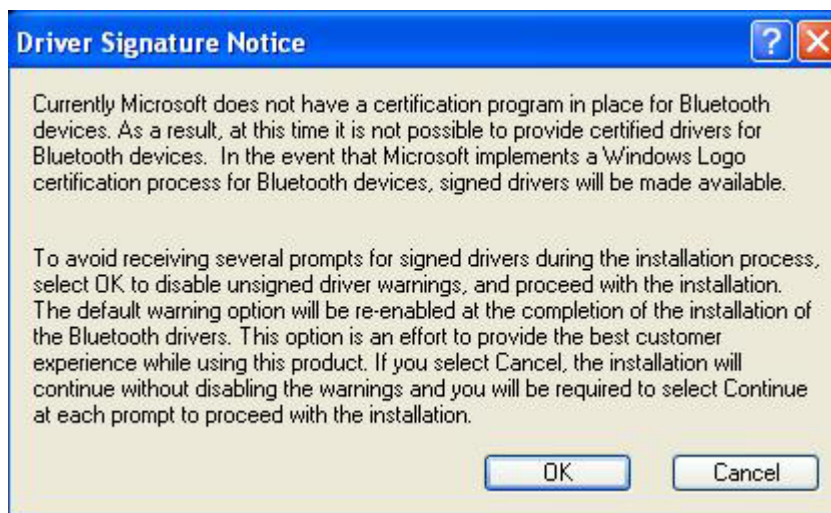 Driver Signature Notice
Currently Microsoft does not have a certification program in place for Bluetooth
devices. As a result, at this time it is not possible to provide certified drivers for
Bluetooth devices.  In the event that Microsoft implements a Windows Logo
certification process for Bluetooth devices, signed drivers will be made available.
To avoid receiving several prompts for signed drivers during the installation process,
select OK to disable unsigned driver warnings, and proceed with the installation.
The default warning option will be re-enabled at the completion of the installation of
the Bluetooth drivers. This option is an effort to provide the best customer
experience while using this product. If you select Cancel, the installation will
continue without disabling the warnings and you will be required to select Continue
at each prompt to proceed with the installation.
OK
Cancel